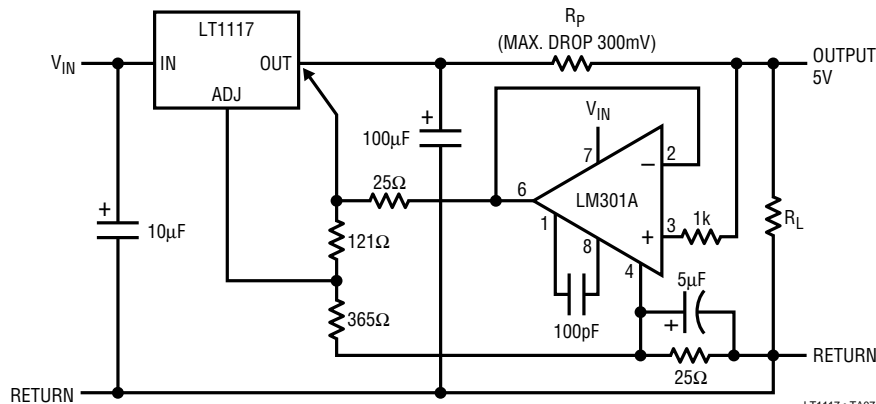 LT1117
V_IN
IN
OUT
ADJ
R_P
(MAX. DROP 300mV)
OUTPUT
5V
+
100µF
V_IN
7
−
2
LM301A
6
25Ω
1
8
+
3
1k
4
R_L
+
10µF
121Ω
365Ω
100pF
5µF
+
25Ω
RETURN
RETURN